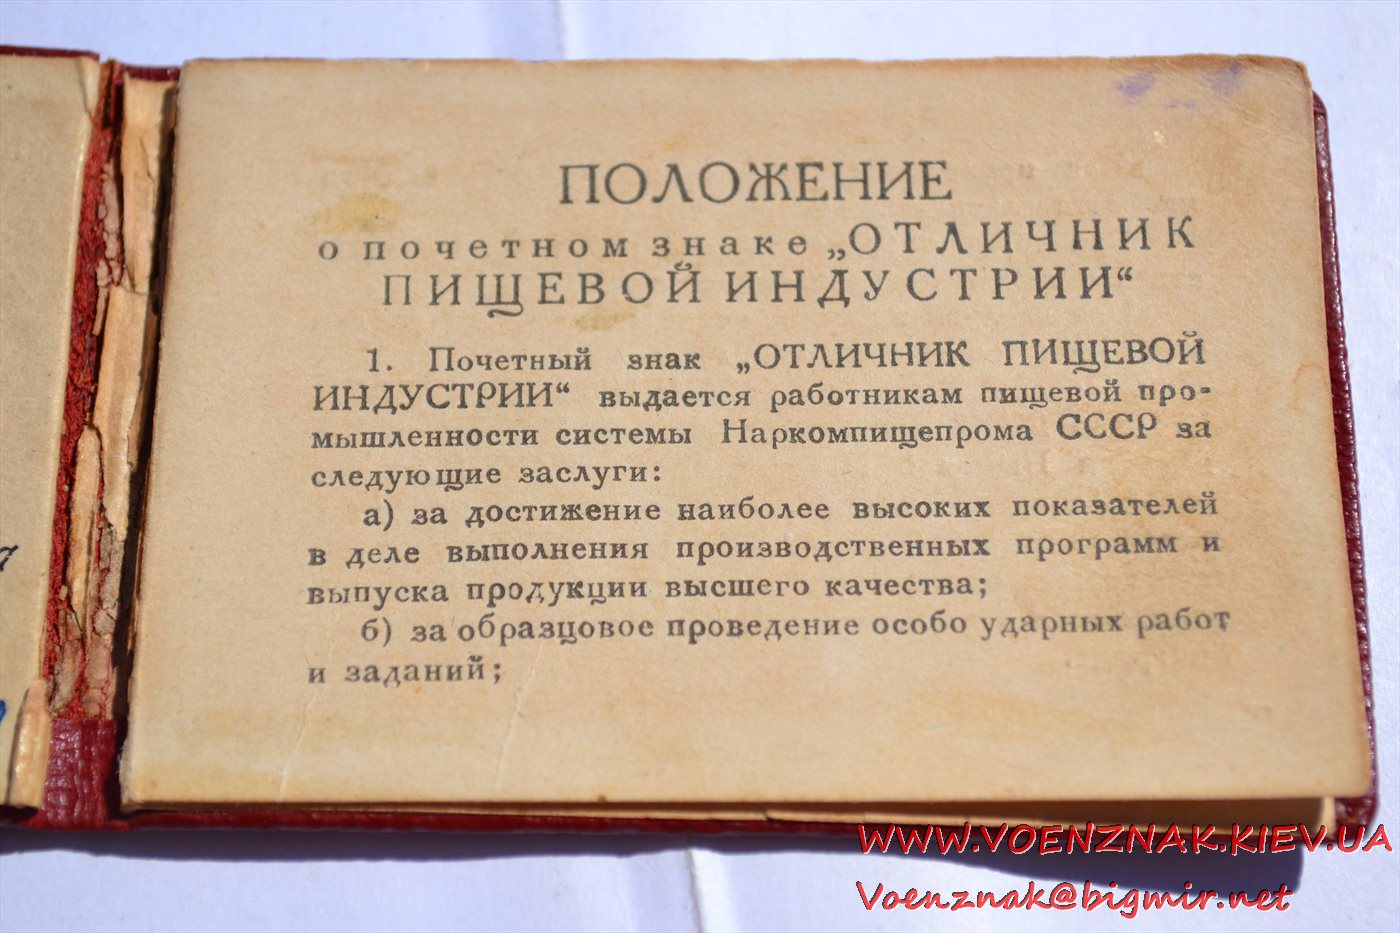 ПОЛОЖЕНИЕ
о почетном знаке „ОТЛИЧНИК
ПИЩЕВОЙ ИНДУСТРИИ“
1. Почетный знак „ОТЛИЧНИК ПИЩЕВОЙ
ИНДУСТРИИ“ выдается работникам пищевой про-
мышленности системы Наркомпищепрома СССР за
следующие заслуги:
а) за достижение наиболее высоких показателей
в деле выполнения производственных программ и
выпуска продукции высшего качества;
б) за образцовое проведение особо ударных работ
и заданий;
WWW.VOENZNAK.KIEV.UA
Voenznak@bigmir.net